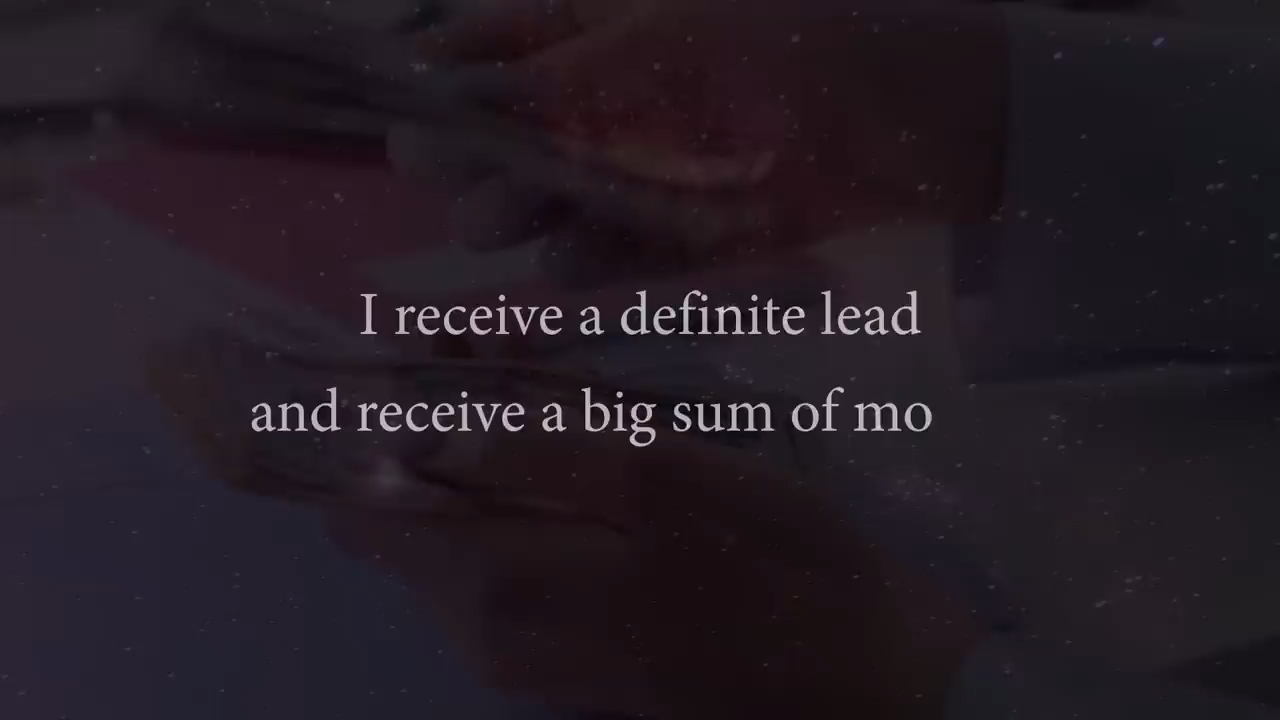 I receive a definite lead
and receive a big sum of mo